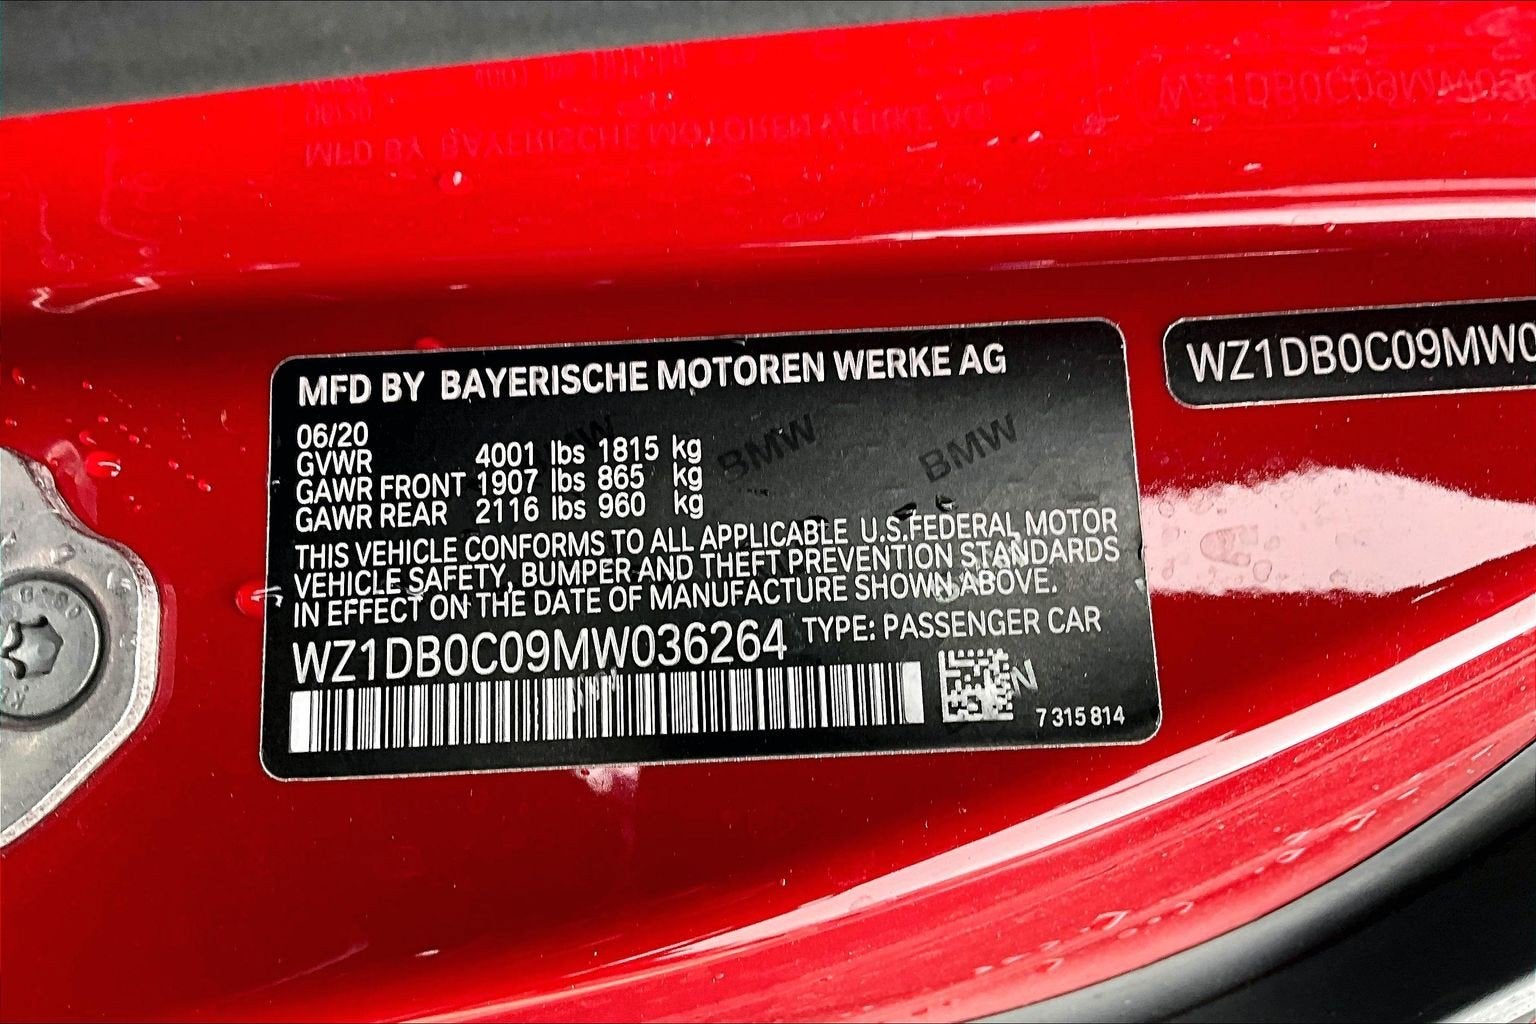 MFD BY BAYERISCHE MOTOREN WERKE AG
06/20
GVWR 4001 lbs 1815 kg
GAWR FRONT 1907 lbs 865 kg
GAWR REAR 2116 lbs 960 kg
THIS VEHICLE CONFORMS TO ALL APPLICABLE U.S.FEDERAL MOTOR
VEHICLE SAFETY, BUMPER AND THEFT PREVENTION STANDARDS
IN EFFECT ON THE DATE OF MANUFACTURE SHOWN ABOVE.
WZ1DB0C09MW036264 TYPE: PASSENGER CAR
7 315 814
WZ1DB0C09MW0
BMW BMW